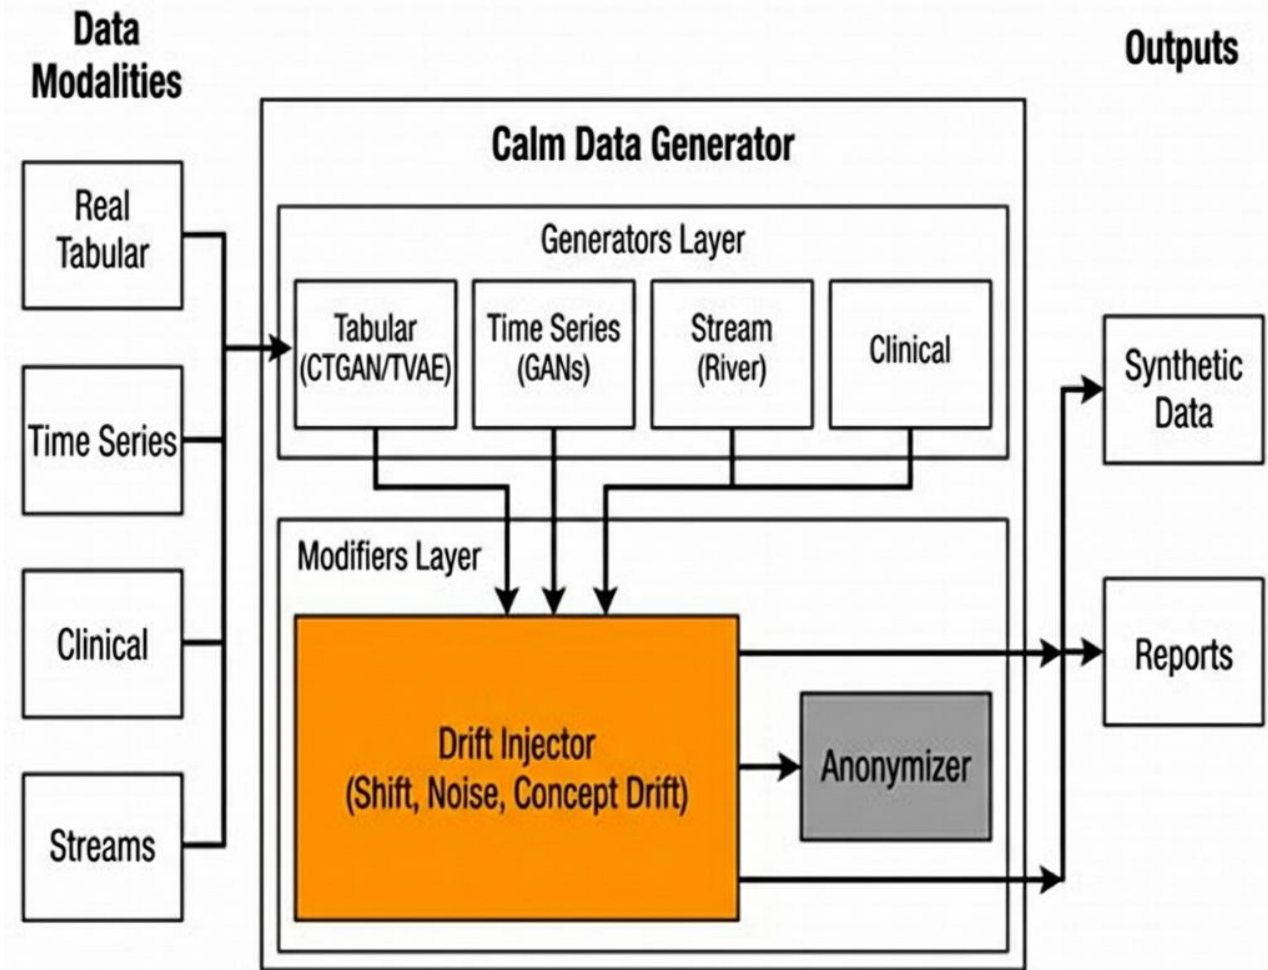 Data
Modalities
Real
Tabular
Time Series
Clinical
Streams
Calm Data Generator
Generators Layer
Tabular
(CTGAN/TVAE)
Time Series
(GANs)
Stream
(River)
Clinical
Modifiers Layer
Drift Injector
(Shift, Noise, Concept Drift)
Anonymizer
Outputs
Synthetic
Data
Reports